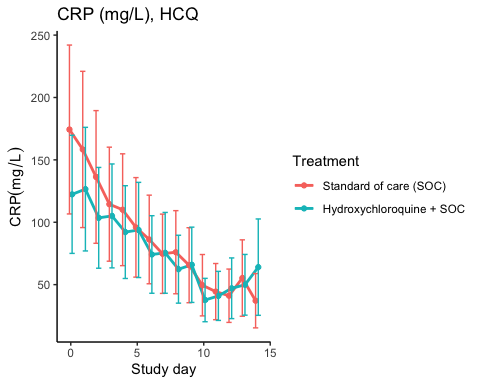 CRP (mg/L), HCQ
CRP(mg/L)
250
200
150
100
50
0
5
10
15
Study day
Treatment
Standard of care (SOC)
Hydroxychloroquine + SOC